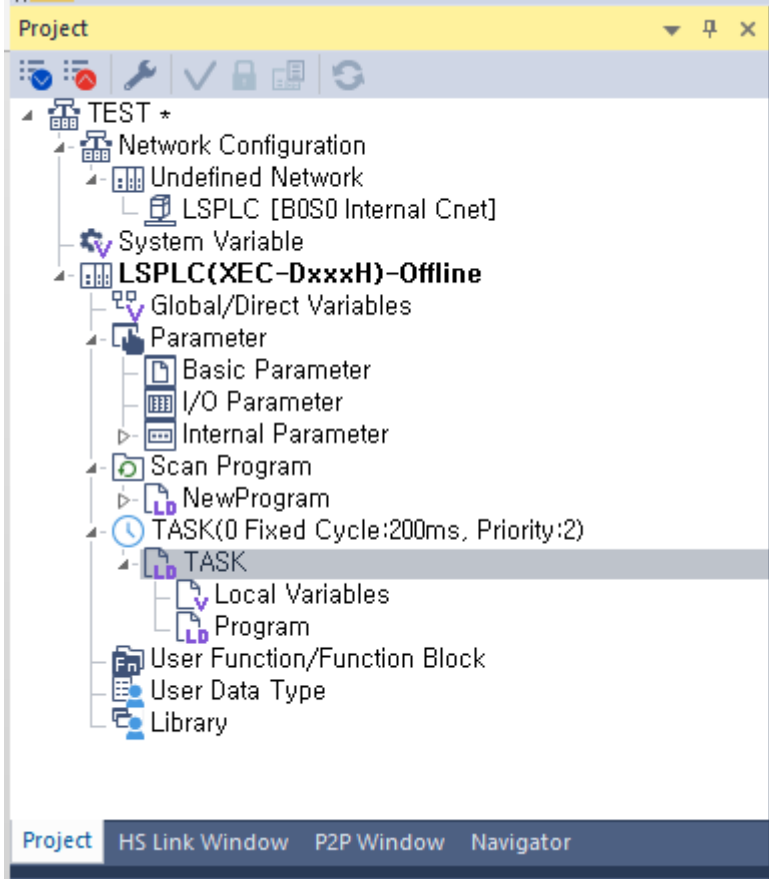 Project
TEST *
Network Configuration
Undefined Network
LSPLC [B0S0 Internal Cnet]
System Variable
LSPLC(XEC-DxxxH)-Offline
Global/Direct Variables
Parameter
Basic Parameter
I/O Parameter
Internal Parameter
Scan Program
NewProgram
TASK(0 Fixed Cycle:200ms, Priority:2)
TASK
Local Variables
Program
User Function/Function Block
User Data Type
Library
Project HS Link Window P2P Window Navigator